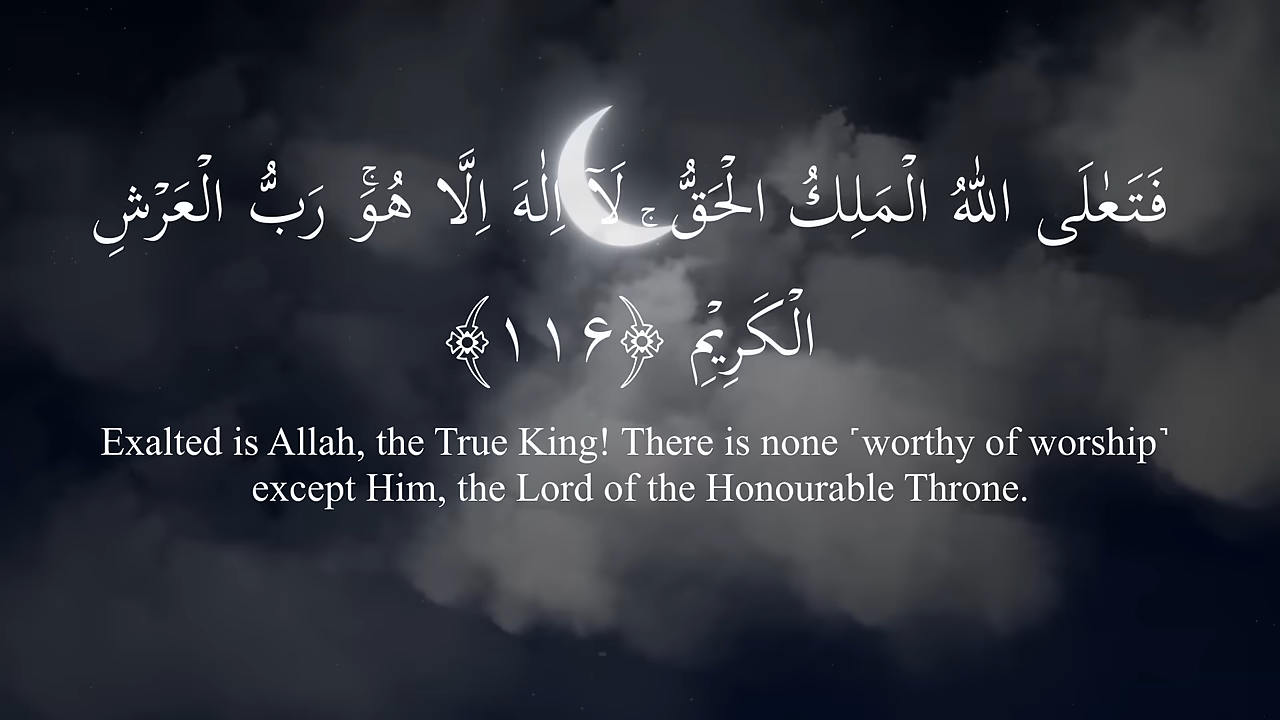 فَتَعٰلَى اللّٰهُ الْمَلِكُ الْحَقُّ ۚ لَاۤ اِلٰهَ اِلَّا هُوَ ۚ رَبُّ الْعَرْشِ
الْكَرِيْمِ ﴿۱۱۶﴾
Exalted is Allah, the True King! There is none ˹worthy of worship˺
except Him, the Lord of the Honourable Throne.